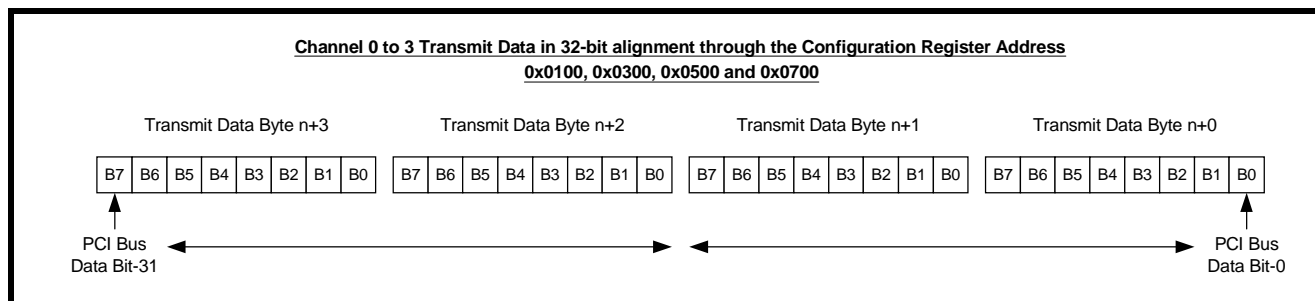 Channel 0 to 3 Transmit Data in 32-bit alignment through the Configuration Register Address
0x0100, 0x0300, 0x0500 and 0x0700
Transmit Data Byte n+3 Transmit Data Byte n+2 Transmit Data Byte n+1 Transmit Data Byte n+0
B7 B6 B5 B4 B3 B2 B1 B0 B7 B6 B5 B4 B3 B2 B1 B0 B7 B6 B5 B4 B3 B2 B1 B0 B7 B6 B5 B4 B3 B2 B1 B0
PCI Bus PCI Bus
Data Bit-31 Data Bit-0